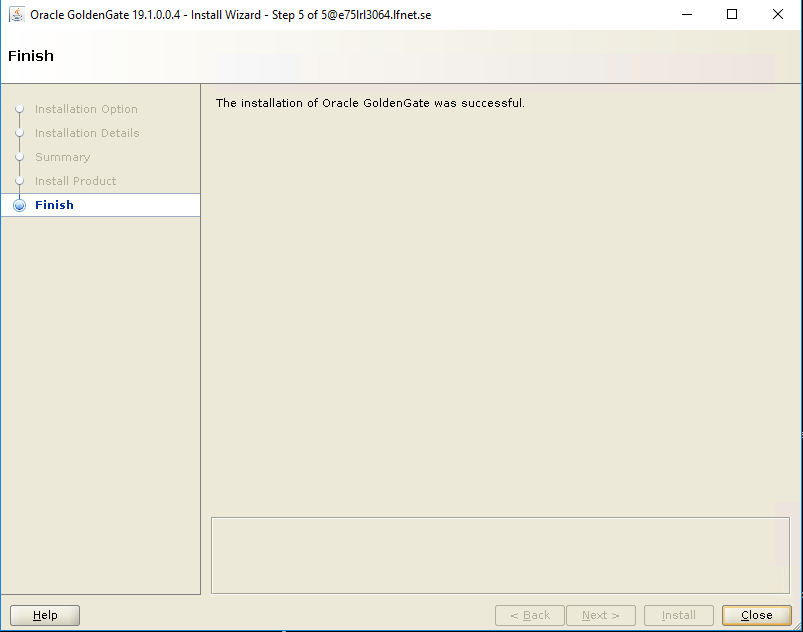 Oracle GoldenGate 19.1.0.0.4 - Install Wizard - Step 5 of 5@e75lrl3064.lfnet.se
Finish
Installation Option
Installation Details
Summary
Install Product
Finish
The installation of Oracle GoldenGate was successful.
Help
< Back
Next >
Install
Close